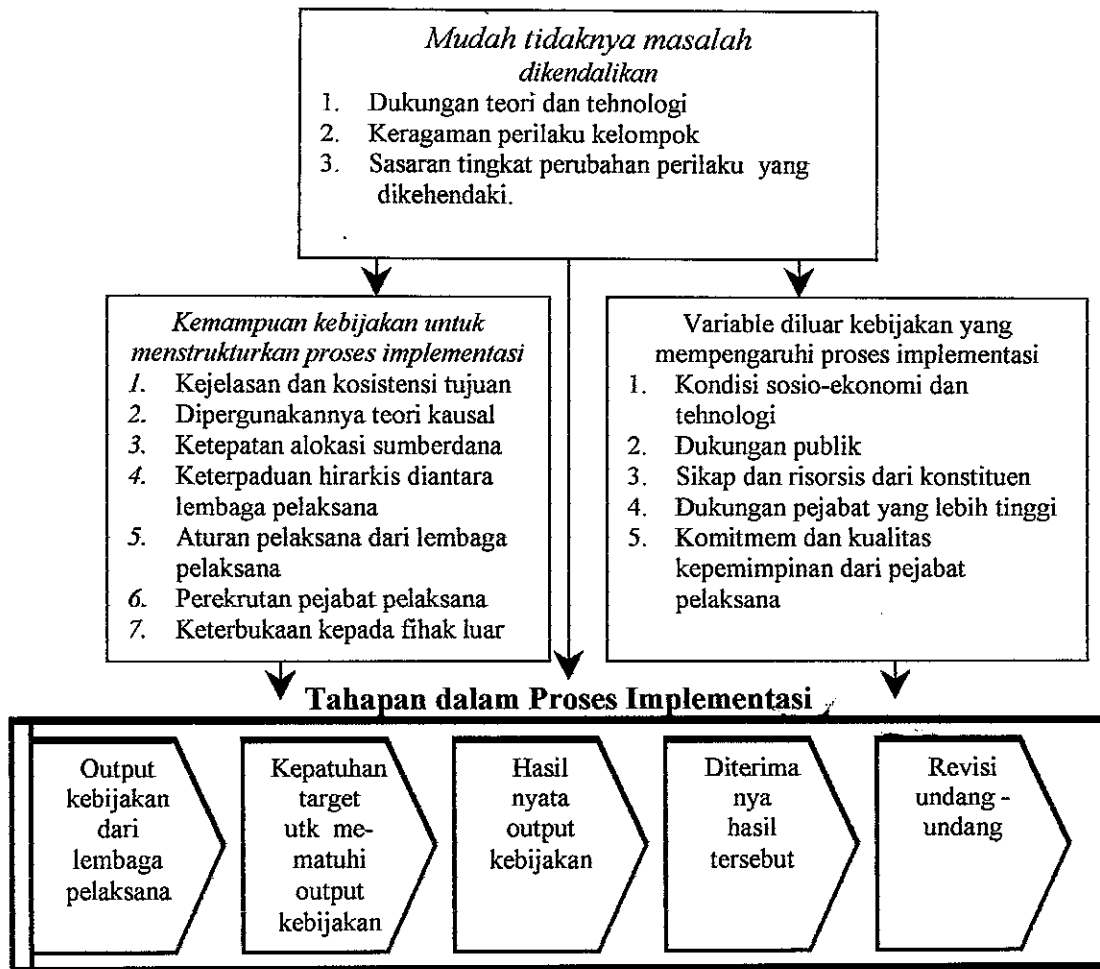 Mudah tidaknya masalah
dikendalikan
1. Dukungan teori dan tehnologi
2. Keragaman perilaku kelompok
3. Sasaran tingkat perubahan perilaku yang
dikehendaki.
Kemampuan kebijakan untuk
menstrukturkan proses implementasi
1. Kejelasan dan kosistensi tujuan
2. Dipergunakannya teori kausal
3. Ketepatan alokasi sumberdana
4. Keterpaduan hirarkis diantara
lembaga pelaksana
5. Aturan pelaksana dari lembaga
pelaksana
6. Perekrutan pejabat pelaksana
7. Keterbukaan kepada fihak luar
Variable diluar kebijakan yang
mempengaruhi proses implementasi
1. Kondisi sosio-ekonomi dan
tehnologi
2. Dukungan publik
3. Sikap dan risorsis dari konstituen
4. Dukungan pejabat yang lebih tinggi
5. Komitmem dan kualitas
kepemimpinan dari pejabat
pelaksana
Tahapan dalam Proses Implementasi
Output
kebijakan
dari
lembaga
pelaksana
Kepatuhan
target
utk me-
matuhi
output
kebijakan
Hasil
nyata
output
kebijakan
Diterima
nya
hasil
tersebut
Revisi
undang -
undang